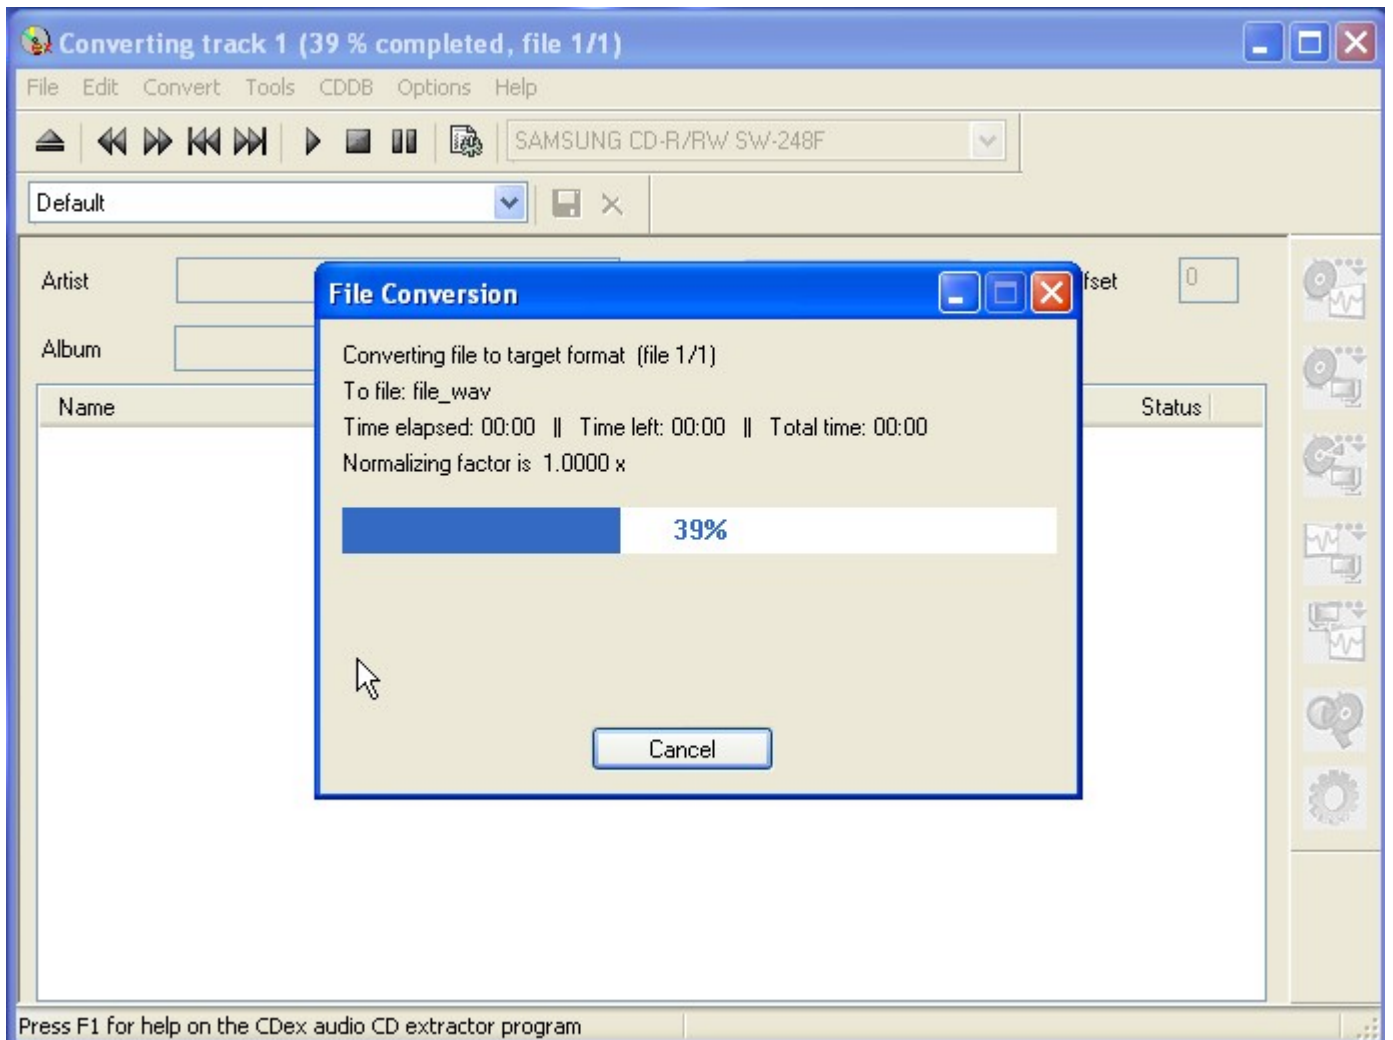 Converting track 1 (39 % completed, file 1/1)
File Edit Convert Tools CDDB Options Help
SAMSUNG CD-R/RW SW-248F
Default
Artist
fset
0
Album
Name
Status
File Conversion
Converting file to target format (file 1/1)
To file: file_wav
Time elapsed: 00:00 || Time left: 00:00 || Total time: 00:00
Normalizing factor is 1.0000 x
39%
Cancel
Press F1 for help on the CDex audio CD extractor program